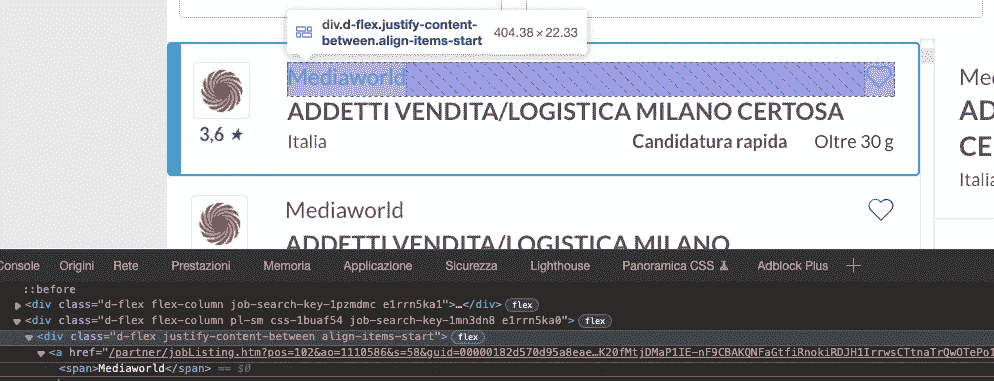 div.d-flex.justify-content-
between.align-items-start 404.38 × 22.33
Mediaworld
ADDETTI VENDITA/LOGISTICA MILANO CERTOSA
3,6 ★
Italia Candidatura rapida Oltre 30 g
Med
AD
CE
Italia
Mediaworld
ADDETTI VENDITA/LOGISTICA MILANO
Console Origini Rete Prestazioni Memoria Applicazione Sicurezza Lighthouse Panoramica CSS Adblock Plus
::before
<div class="d-flex flex-column job-search-key-1pzmdmc e1rrn5ka1">…</div> flex
<div class="d-flex flex-column pl-sm css-1buaf54 job-search-key-1mn3dn8 e1rrn5ka0"> flex
<div class="d-flex justify-content-between align-items-start"> flex
<a href="/partner/jobListing.htm?pos=102&ao=1110586&s=58&guid=00000182d570d95a8eae…K20fMtjDMaP1IE-nF9CBAKQNFaGtfiRnokiRDJH1IrrwsCTtnaTrQwOTePo1
<span>Mediaworld</span> == $0